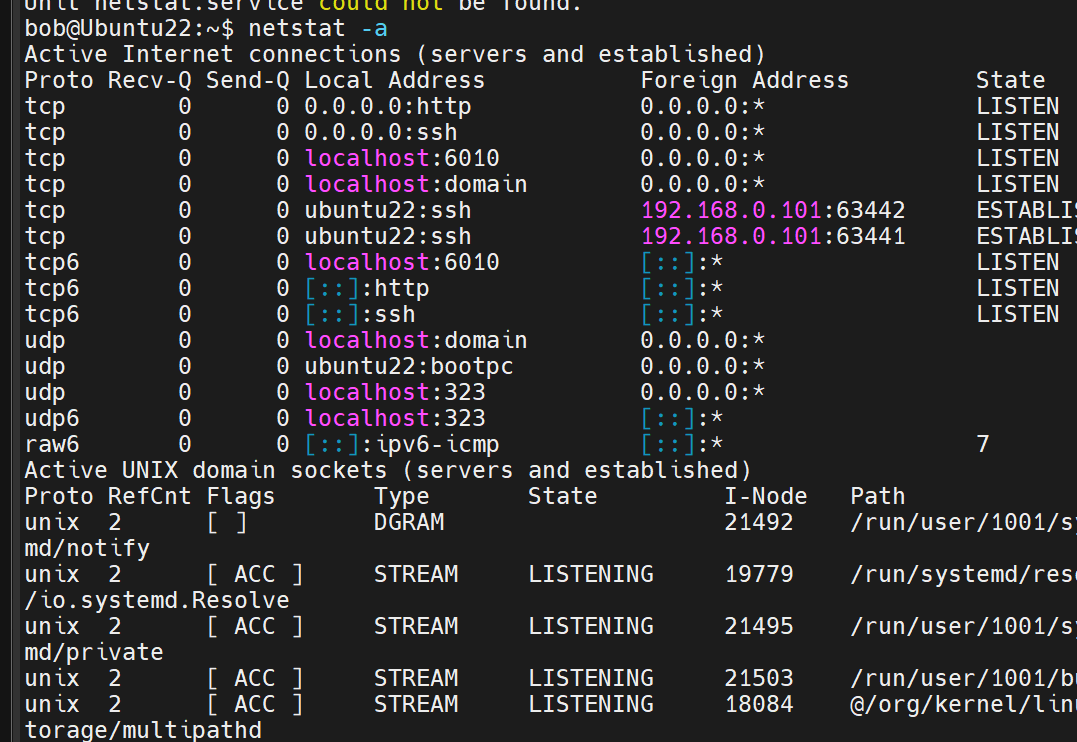 Unit netstat.service could not be found.
bob@Ubuntu22:~$ netstat -a
Active Internet connections (servers and established)
Proto Recv-Q Send-Q Local Address           Foreign Address         State
tcp        0      0 0.0.0.0:http            0.0.0.0:*               LISTEN
tcp        0      0 0.0.0.0:ssh             0.0.0.0:*               LISTEN
tcp        0      0 localhost:6010          0.0.0.0:*               LISTEN
tcp        0      0 localhost:domain        0.0.0.0:*               LISTEN
tcp        0      0 ubuntu22:ssh            192.168.0.101:63442     ESTABLIS
tcp        0      0 ubuntu22:ssh            192.168.0.101:63441     ESTABLIS
tcp6       0      0 localhost:6010          [::]:*                  LISTEN
tcp6       0      0 [::]:http               [::]:*                  LISTEN
tcp6       0      0 [::]:ssh                [::]:*                  LISTEN
udp        0      0 localhost:domain        0.0.0.0:*
udp        0      0 ubuntu22:bootpc         0.0.0.0:*
udp        0      0 localhost:323           0.0.0.0:*
udp6       0      0 localhost:323           [::]:*
raw6       0      0 [::]:ipv6-icmp          [::]:*                  7
Active UNIX domain sockets (servers and established)
Proto RefCnt Flags       Type       State         I-Node   Path
unix  2      [ ]         DGRAM                    21492    /run/user/1001/sy
md/notify
unix  2      [ ACC ]     STREAM     LISTENING     19779    /run/systemd/reso
/io.systemd.Resolve
unix  2      [ ACC ]     STREAM     LISTENING     21495    /run/user/1001/sy
md/private
unix  2      [ ACC ]     STREAM     LISTENING     21503    /run/user/1001/bu
unix  2      [ ACC ]     STREAM     LISTENING     18084    @/org/kernel/linu
torage/multipathd